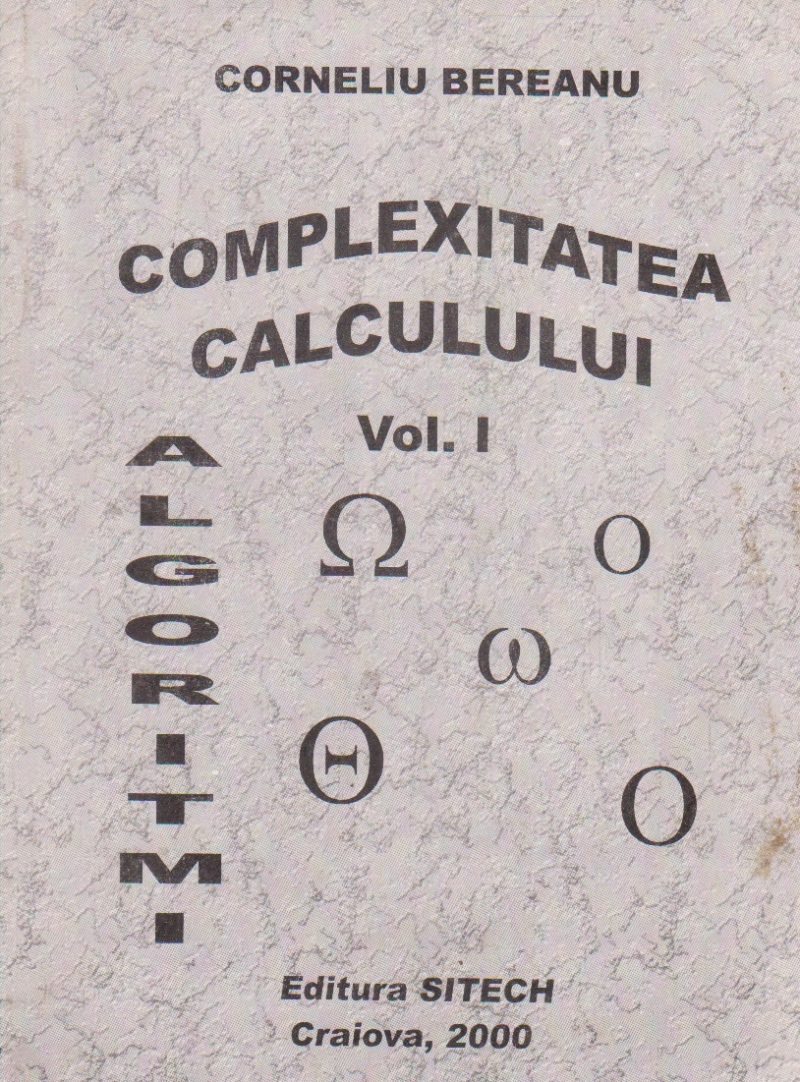 CORNELIU BEREANU
COMPLEXITATEA
CALCULULUI
Vol. I
ALGORITMI
Ω
ο
ω
Θ
Ο
Editura SITECH
Craiova, 2000